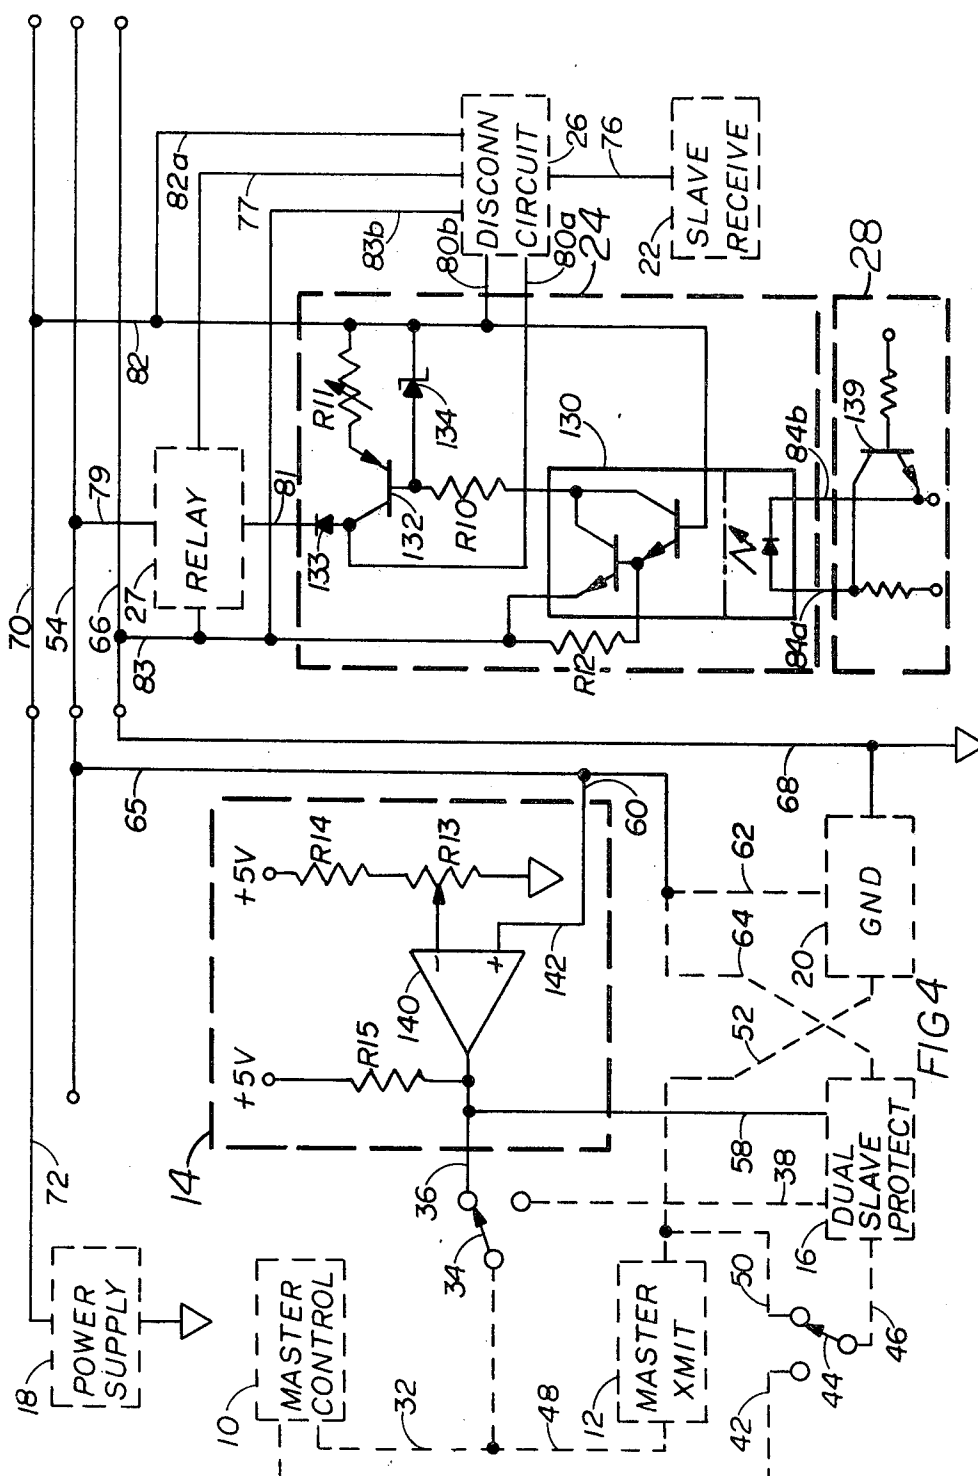 82a
77
83b
DISCONN
CIRCUIT
26
76
SLAVE
RECEIVE
22
80b
80a
24
28
82
R11
134
130
139
84b
79
81
27
RELAY
133
132
R10
70
54
66
83
R12
84a
65
60
68
+5V
R14
R13
62
140
142
64
20
GND
+5V
R15
52
FIG 4
72
14
36
58
38
DUAL
SLAVE
PROTECT
16
34
18
POWER
SUPPLY
10
MASTER
CONTROL
32
48
12
MASTER
XMIT
50
46
44
42